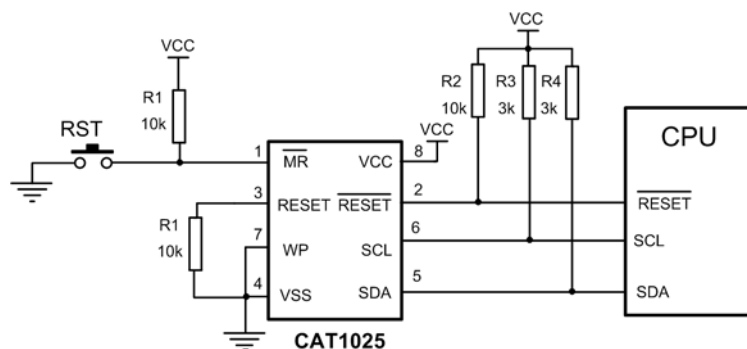 VCC
VCC
R1
10k
RST
R2
10k
R3
3k
R4
3k
VCC
CPU
1
MR
VCC
8
3
RESET
RESET
2
RESET
R1
10k
7
WP
SCL
6
SCL
4
VSS
SDA
5
SDA
CAT1025